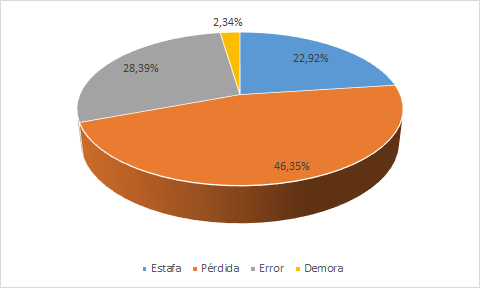 2,34%
22,92%
28,39%
46,35%
Estafa Pérdida Error Demora